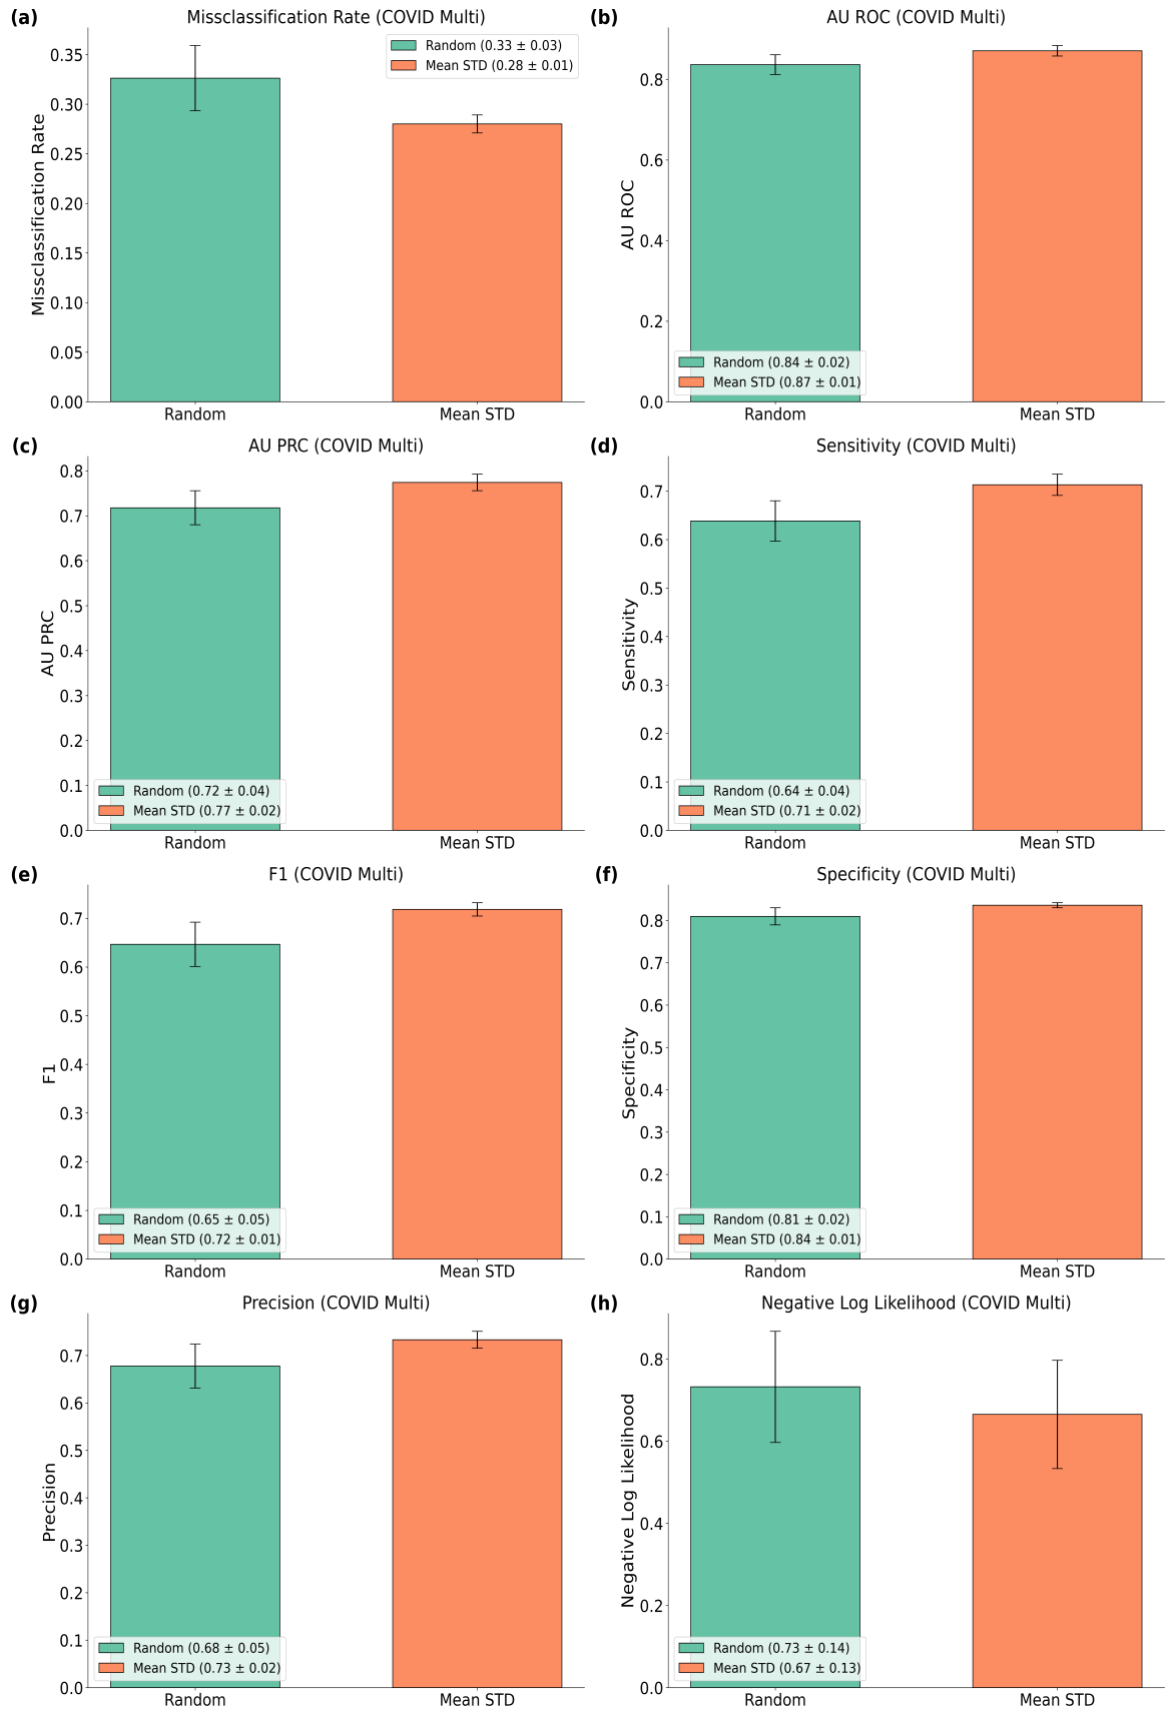 (a)
Missclassification Rate (COVID Multi)
Missclassification Rate
0.35
0.30
0.25
0.20
0.15
0.10
0.05
0.00
Random (0.33 ± 0.03)
Mean STD (0.28 ± 0.01)
Random
Mean STD
(b)
AU ROC (COVID Multi)
AU ROC
0.8
0.6
0.4
0.2
0.0
Random (0.84 ± 0.02)
Mean STD (0.87 ± 0.01)
Random
Mean STD
(c)
AU PRC (COVID Multi)
AU PRC
0.8
0.7
0.6
0.5
0.4
0.3
0.2
0.1
0.0
Random (0.72 ± 0.04)
Mean STD (0.77 ± 0.02)
Random
Mean STD
(d)
Sensitivity (COVID Multi)
Sensitivity
0.7
0.6
0.5
0.4
0.3
0.2
0.1
0.0
Random (0.64 ± 0.04)
Mean STD (0.71 ± 0.02)
Random
Mean STD
(e)
F1 (COVID Multi)
F1
0.7
0.6
0.5
0.4
0.3
0.2
0.1
0.0
Random (0.65 ± 0.05)
Mean STD (0.72 ± 0.01)
Random
Mean STD
(f)
Specificity (COVID Multi)
Specificity
0.8
0.7
0.6
0.5
0.4
0.3
0.2
0.1
0.0
Random (0.81 ± 0.02)
Mean STD (0.84 ± 0.01)
Random
Mean STD
(g)
Precision (COVID Multi)
Precision
0.7
0.6
0.5
0.4
0.3
0.2
0.1
0.0
Random (0.68 ± 0.05)
Mean STD (0.73 ± 0.02)
Random
Mean STD
(h)
Negative Log Likelihood (COVID Multi)
Negative Log Likelihood
0.8
0.6
0.4
0.2
0.0
Random (0.73 ± 0.14)
Mean STD (0.67 ± 0.13)
Random
Mean STD